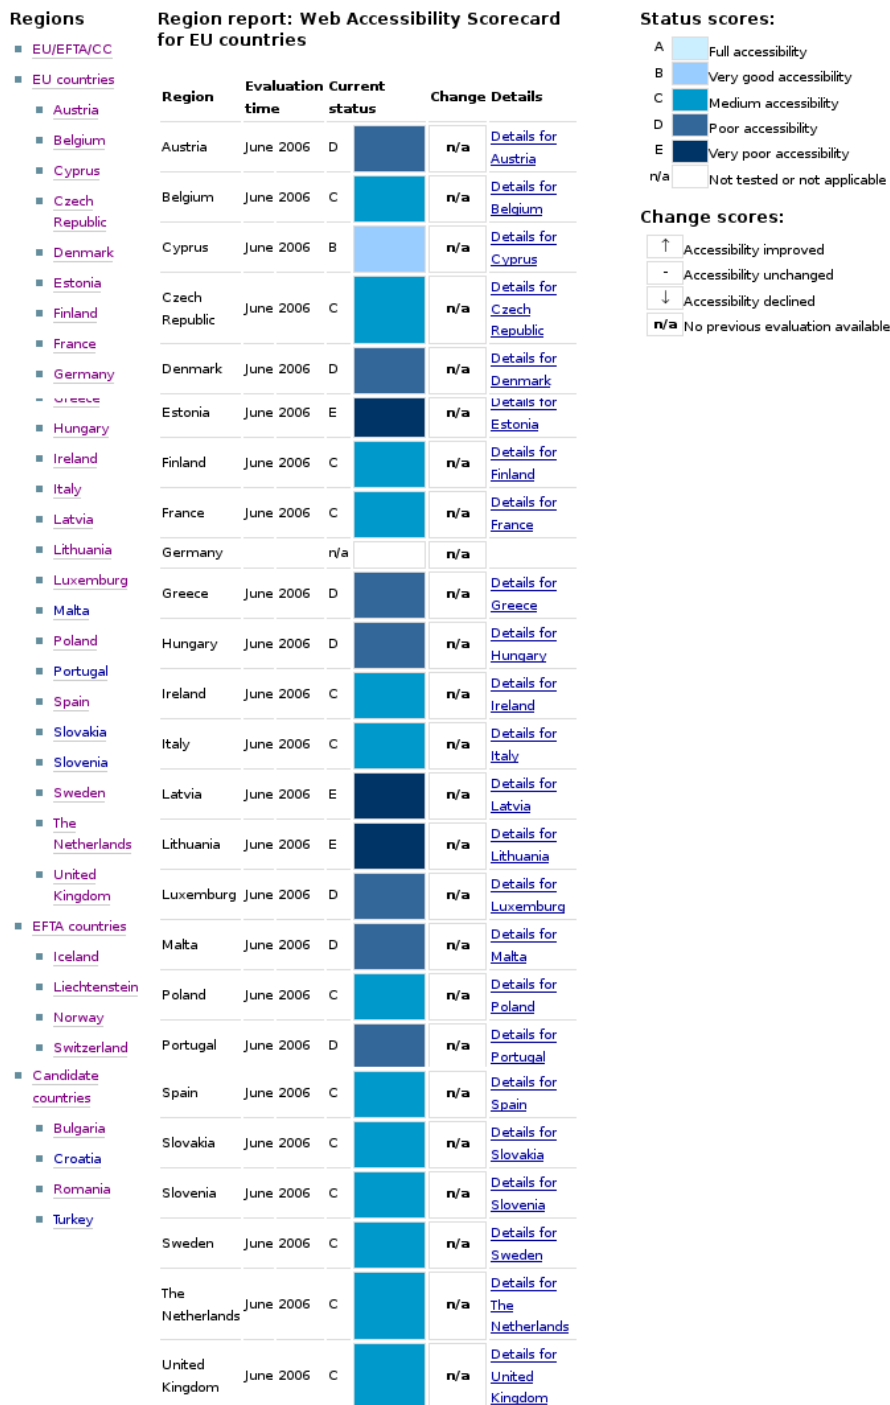 Regions
EU/EFTA/CC
EU countries
Austria
Belgium
Cyprus
Czech
Republic
Denmark
Estonia
Finland
France
Germany
Greece
Hungary
Ireland
Italy
Latvia
Lithuania
Luxemburg
Malta
Poland
Portugal
Spain
Slovakia
Slovenia
Sweden
The
Netherlands
United
Kingdom
EFTA countries
Iceland
Liechtenstein
Norway
Switzerland
Candidate
countries
Bulgaria
Croatia
Romania
Turkey
Region report: Web Accessibility Scorecard
for EU countries
Region Evaluation time Current status Change Details
Austria June 2006 D n/a Details for Austria
Belgium June 2006 C n/a Details for Belgium
Cyprus June 2006 B n/a Details for Cyprus
Czech Republic June 2006 C n/a Details for Czech Republic
Denmark June 2006 D n/a Details for Denmark
Estonia June 2006 E n/a Details for Estonia
Finland June 2006 C n/a Details for Finland
France June 2006 C n/a Details for France
Germany n/a n/a
Greece June 2006 D n/a Details for Greece
Hungary June 2006 D n/a Details for Hungary
Ireland June 2006 C n/a Details for Ireland
Italy June 2006 C n/a Details for Italy
Latvia June 2006 E n/a Details for Latvia
Lithuania June 2006 E n/a Details for Lithuania
Luxemburg June 2006 D n/a Details for Luxemburg
Malta June 2006 D n/a Details for Malta
Poland June 2006 C n/a Details for Poland
Portugal June 2006 D n/a Details for Portugal
Spain June 2006 C n/a Details for Spain
Slovakia June 2006 C n/a Details for Slovakia
Slovenia June 2006 C n/a Details for Slovenia
Sweden June 2006 C n/a Details for Sweden
The Netherlands June 2006 C n/a Details for The Netherlands
United Kingdom June 2006 C n/a Details for United Kingdom
Status scores:
A Full accessibility
B Very good accessibility
C Medium accessibility
D Poor accessibility
E Very poor accessibility
n/a Not tested or not applicable
Change scores:
↑ Accessibility improved
- Accessibility unchanged
↓ Accessibility declined
n/a No previous evaluation available